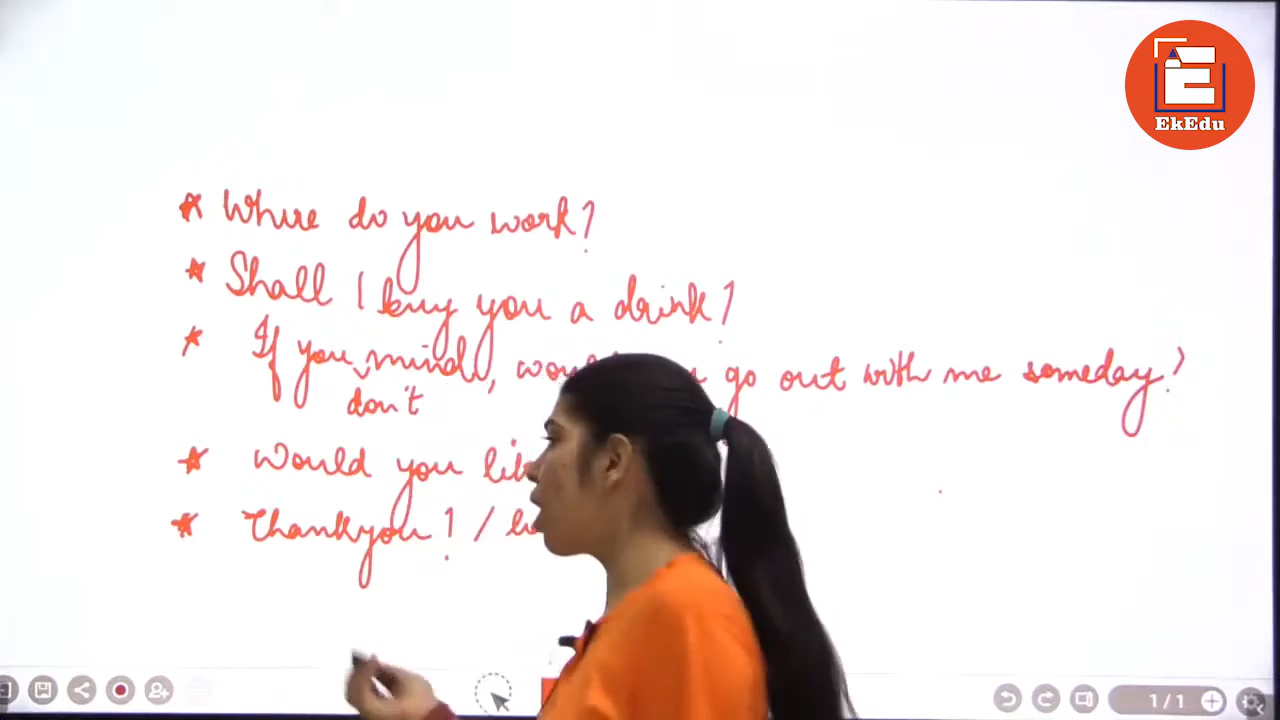 EkEdu
* Where do you work?
* Shall I buy you a drink?
* If you mind, go out with me someday?
don't
* Would you
* Thankyou! /
1/1